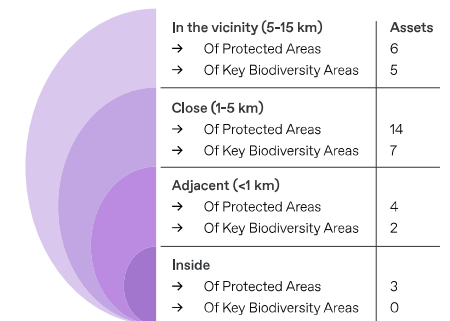 In the vicinity (5-15 km) Assets
→ Of Protected Areas 6
→ Of Key Biodiversity Areas 5
Close (1-5 km)
→ Of Protected Areas 14
→ Of Key Biodiversity Areas 7
Adjacent (<1 km)
→ Of Protected Areas 4
→ Of Key Biodiversity Areas 2
Inside
→ Of Protected Areas 3
→ Of Key Biodiversity Areas 0